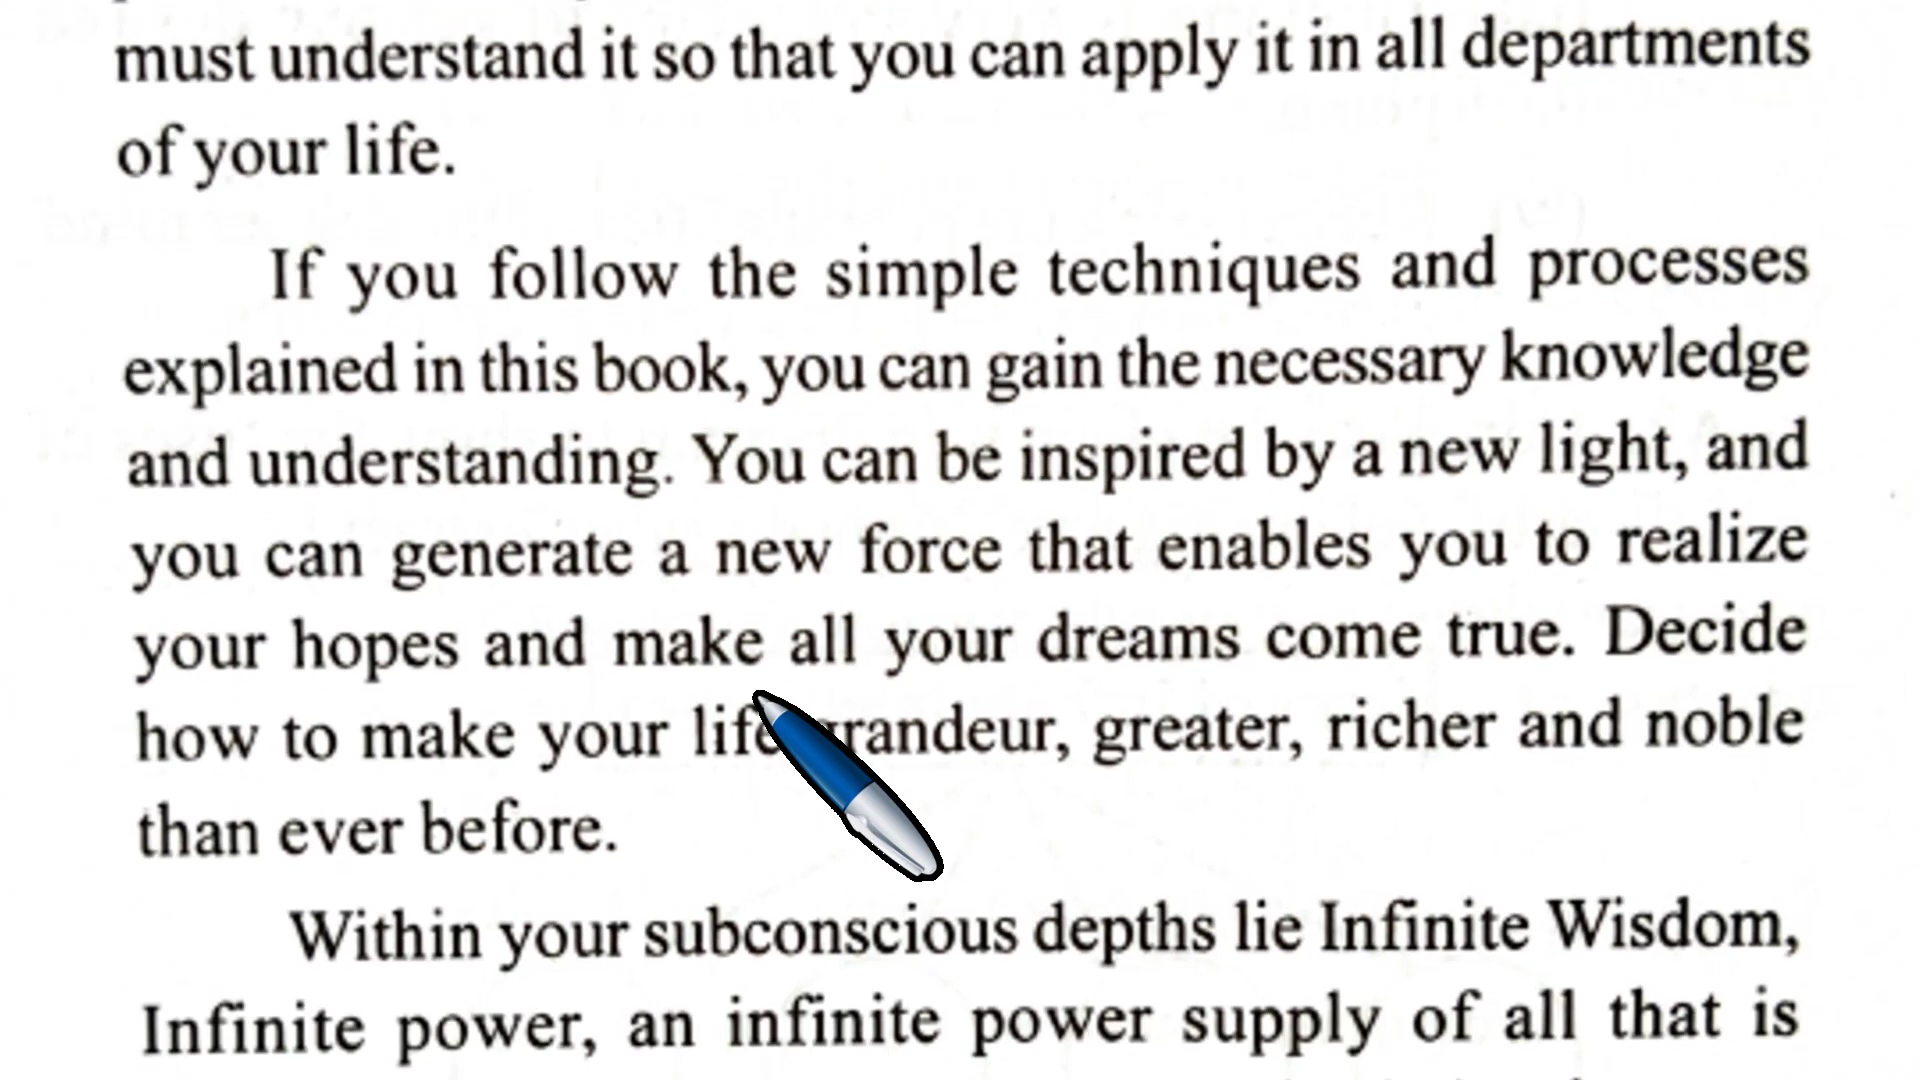 must understand it so that you can apply it in all departments
of your life.
If you follow the simple techniques and processes
explained in this book, you can gain the necessary knowledge
and understanding. You can be inspired by a new light, and
you can generate a new force that enables you to realize
your hopes and make all your dreams come true. Decide
how to make your life grandeur, greater, richer and noble
than ever before.
Within your subconscious depths lie Infinite Wisdom,
Infinite power, an infinite power supply of all that is